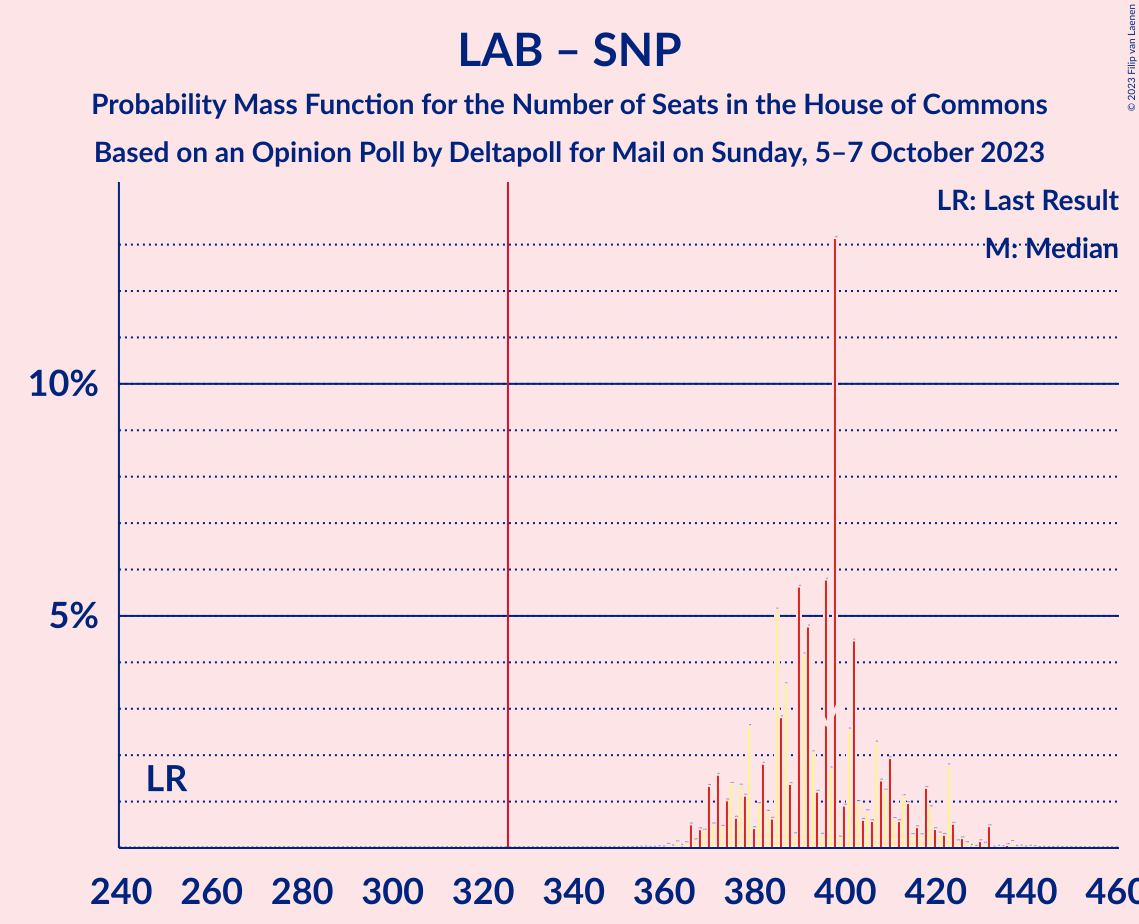 LAB – SNP
Probability Mass Function for the Number of Seats in the House of Commons
Based on an Opinion Poll by Deltapoll for Mail on Sunday, 5–7 October 2023
© 2023 Filip van Laenen
LR: Last Result
M: Median
10%
5%
LR
240 260 280 300 320 340 360 380 400 420 440 460